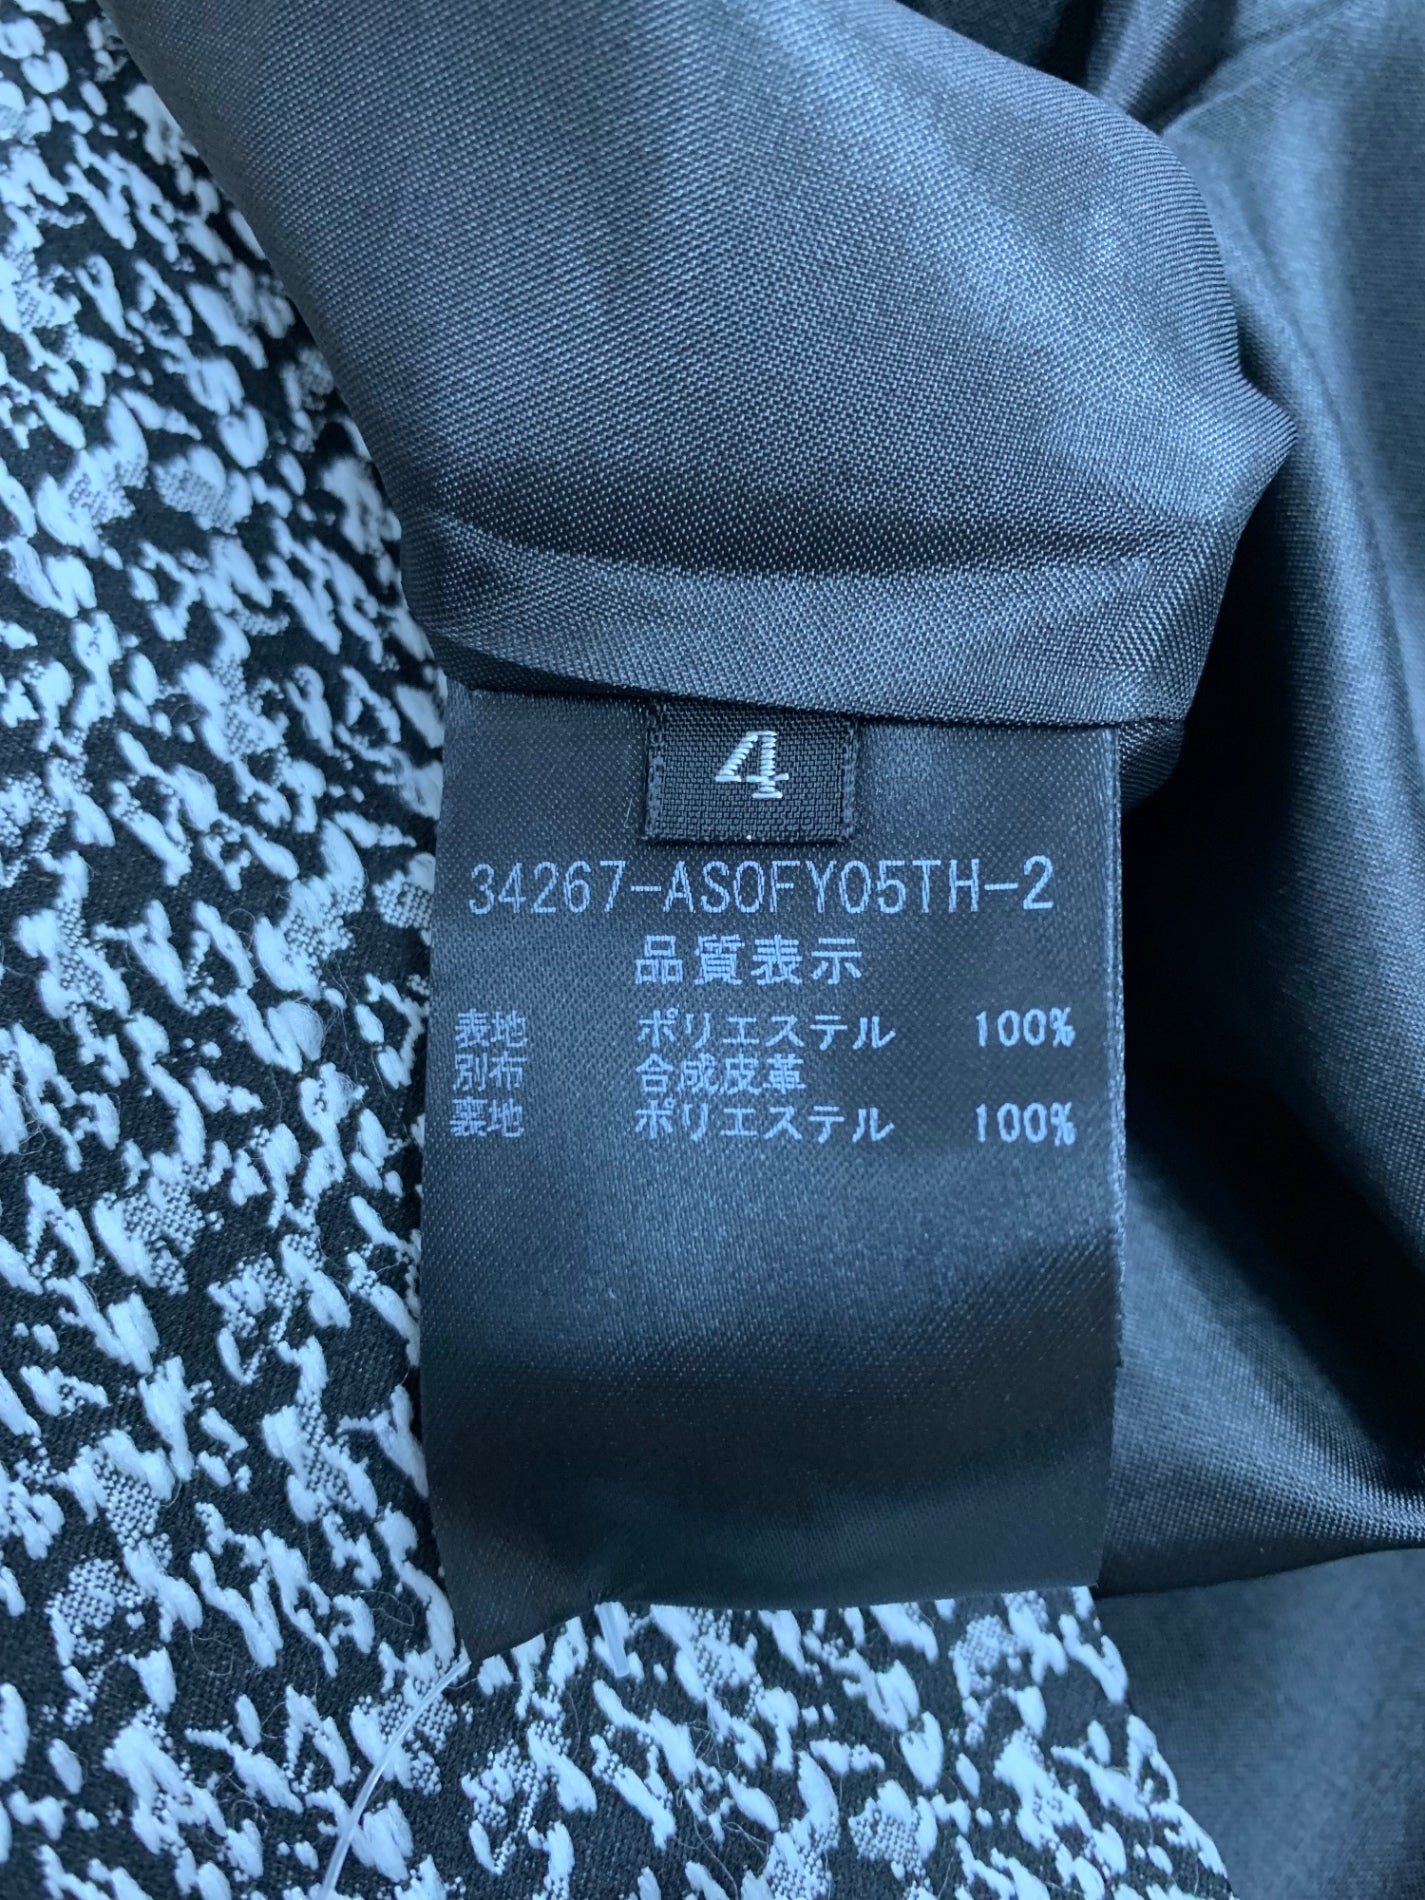 4
34267-AS0FY05TH-2
品質表示
表地 ポリエステル 100%
別布 合成皮革
裏地 ポリエステル 100%